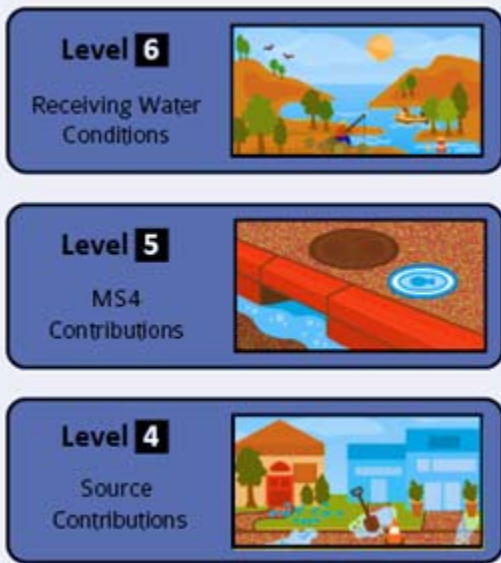 Level 6
Receiving Water
Conditions
Level 5
MS4
Contributions
Level 4
Source
Contributions